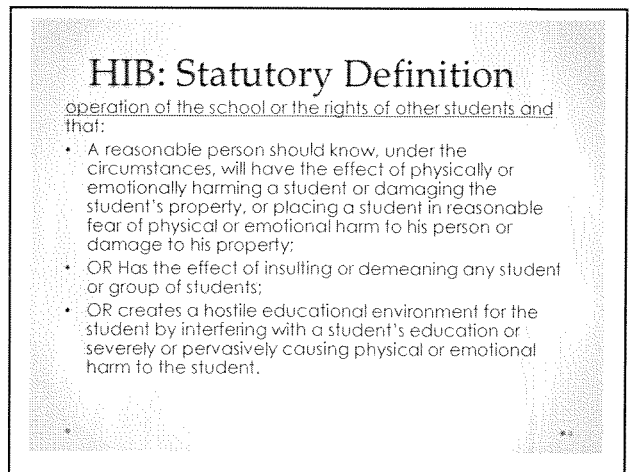 HIB: Statutory Definition
operation of the school or the rights of other students and
that:
• A reasonable person should know, under the
circumstances, will have the effect of physically or
emotionally harming a student or damaging the
student's property, or placing a student in reasonable
fear of physical or emotional harm to his person or
damage to his property;
• OR Has the effect of insulting or demeaning any student
or group of students;
• OR creates a hostile educational environment for the
student by interfering with a student's education or
severely or pervasively causing physical or emotional
harm to the student.